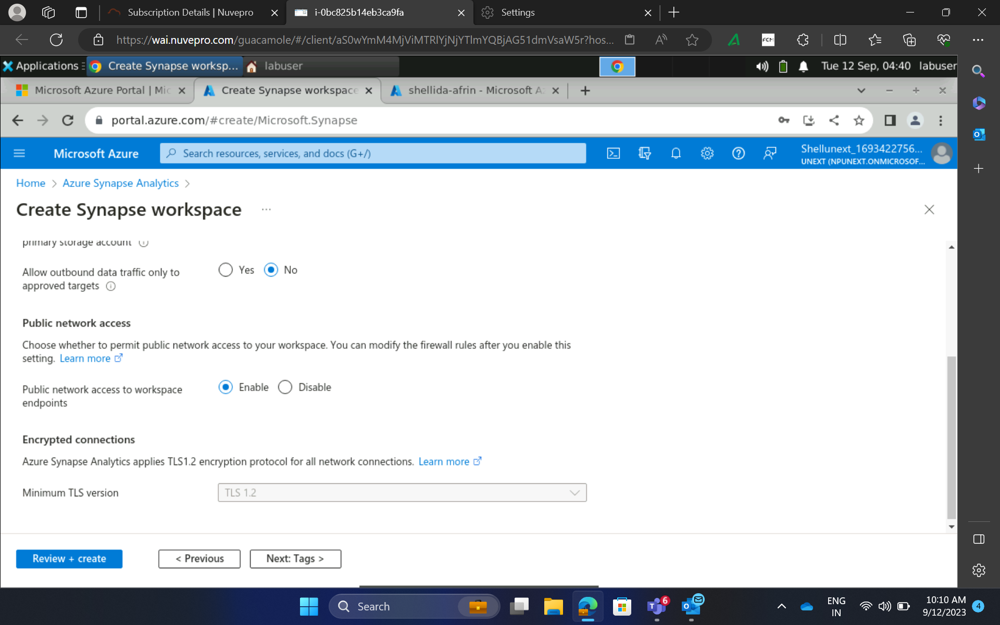 Subscription Details | Nuvepro
i-0bc825b14eb3ca9fa
Settings
https://wai.nuvepro.com/guacamole/#/client/aS0wYmM4MjViMTRlYjNjYTlmYQBjAG51dmVsaW5r?hos...
FCM
Applications
Create Synapse worksp...
labuser
Tue 12 Sep, 04:40
labuser
Microsoft Azure Portal | Mic
Create Synapse workspace
shellida-afrin - Microsoft A
portal.azure.com/#create/Microsoft.Synapse
Microsoft Azure
Search resources, services, and docs (G+/)
Shellunext_1693422756...
UNEXT (NPUNEXT.ONMICROSOF...
Home > Azure Synapse Analytics >
Create Synapse workspace ...
primary storage account
Allow outbound data traffic only to approved targets
Yes
No
Public network access
Choose whether to permit public network access to your workspace. You can modify the firewall rules after you enable this
setting. Learn more
Public network access to workspace endpoints
Enable
Disable
Encrypted connections
Azure Synapse Analytics applies TLS1.2 encryption protocol for all network connections. Learn more
Minimum TLS version
TLS 1.2
Review + create
< Previous
Next: Tags >
Search
6
ENG
IN
10:10 AM
9/12/2023
4